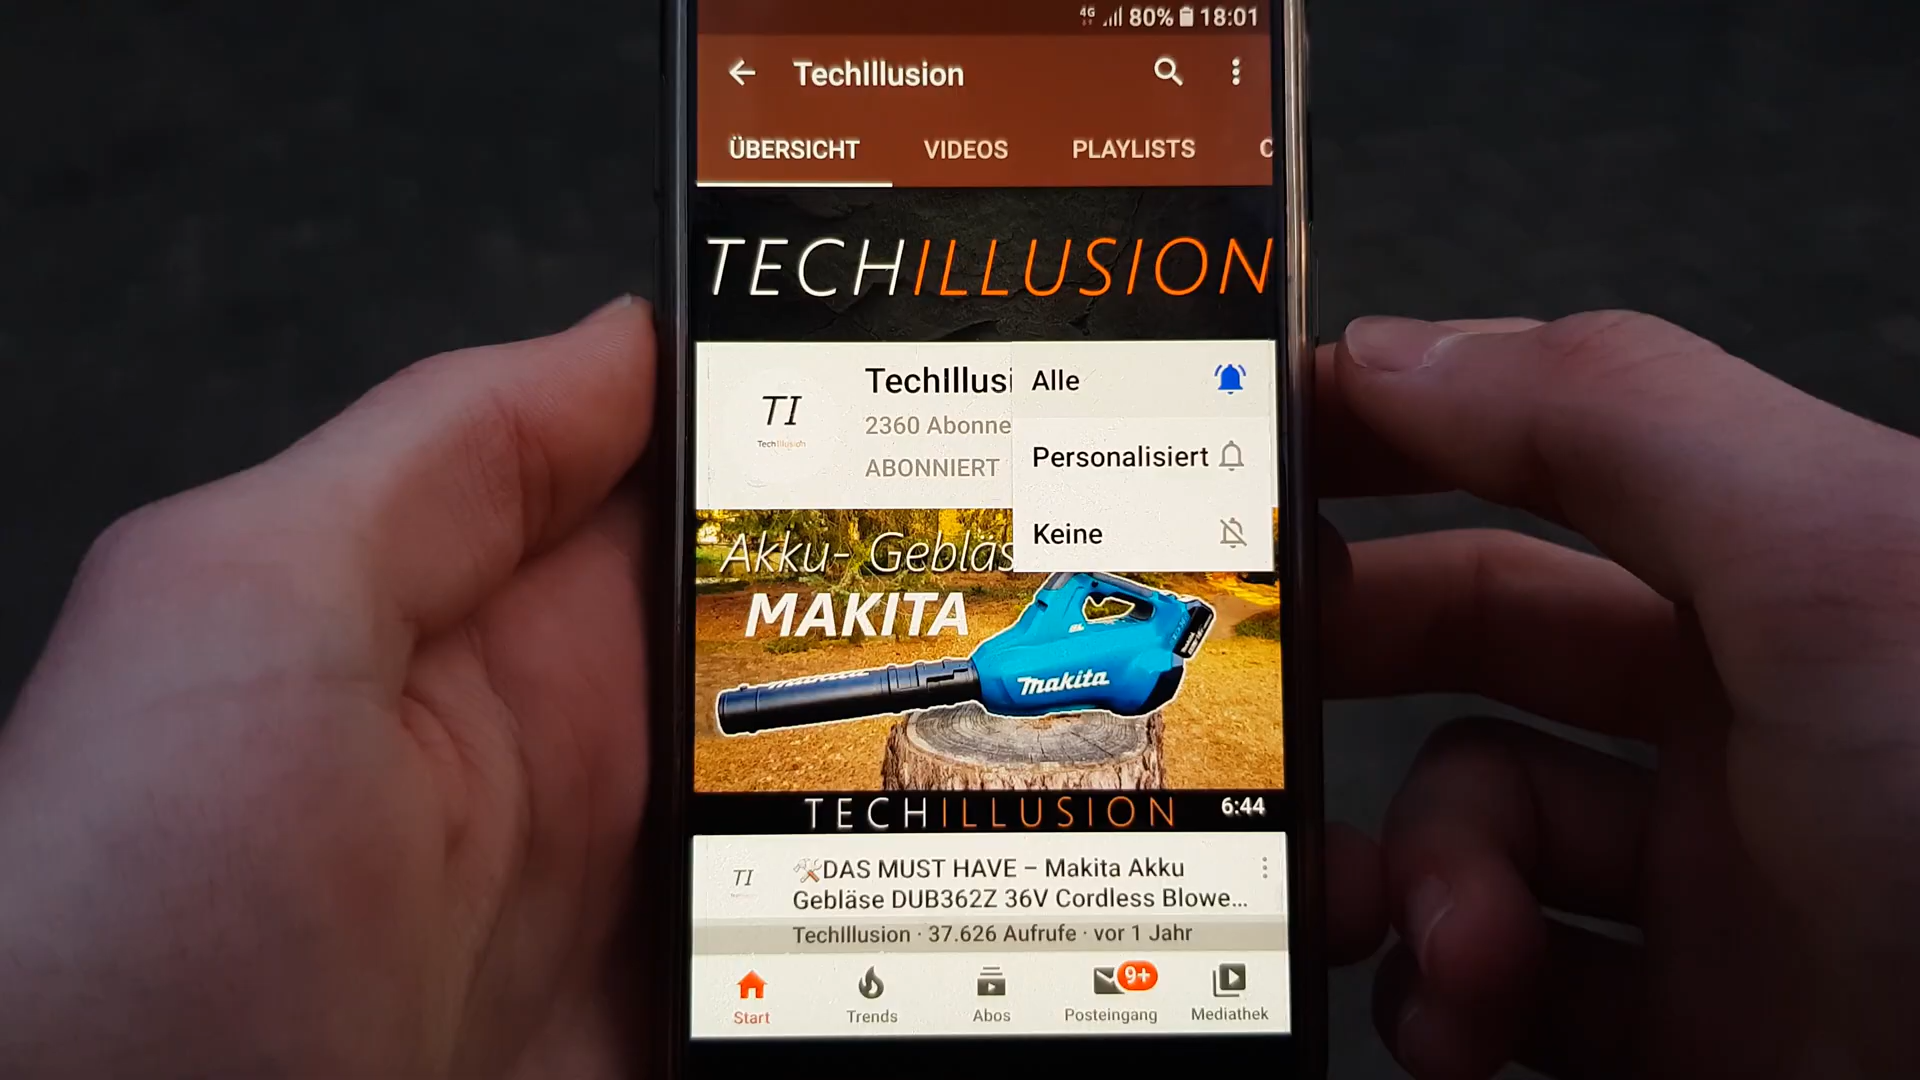 4G 80% 18:01
TechIllusion
ÜBERSICHT VIDEOS PLAYLISTS C
TECHILLUSION
TechIllusi Alle
TI
TechIllusion
2360 Abonne
ABONNIERT
Personalisiert
Keine
Akku- Gebläs
MAKITA
makita
makita
TECHILLUSION 6:44
TI
🛠DAS MUST HAVE – Makita Akku
Gebläse DUB362Z 36V Cordless Blowe...
TechIllusion · 37.626 Aufrufe · vor 1 Jahr
9+
Start Trends Abos Posteingang Mediathek